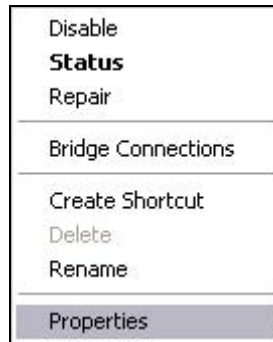 Disable
Status
Repair
Bridge Connections
Create Shortcut
Delete
Rename
Properties